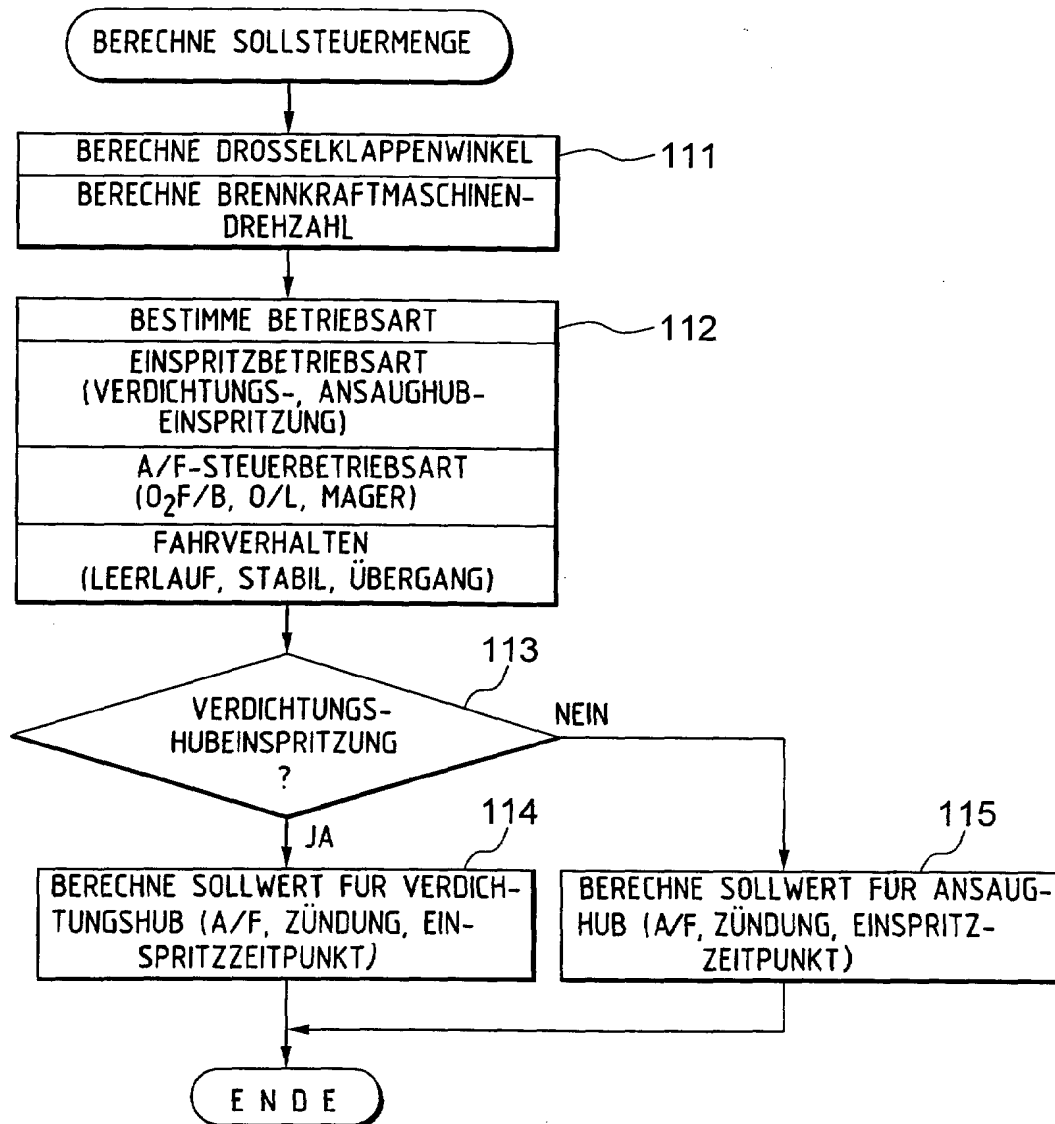 BERECHNE SOLLSTEUERMENGE
BERECHNE DROSSELKLAPPENWINKEL
111
BERECHNE BRENNKRAFTMASCHINEN-
DREHZAHL
BESTIMME BETRIEBSART
112
EINSPRITZBETRIEBSART
(VERDICHTUNGS-, ANSAUGHUB-
EINSPRITZUNG)
A/F-STEUERBETRIEBSART
(O₂F/B, O/L, MAGER)
FAHRVERHALTEN
(LEERLAUF, STABIL, ÜBERGANG)
113
VERDICHTUNGS-
HUBEINSPRITZUNG
?
NEIN
JA
114
BERECHNE SOLLWERT FÜR VERDICH-
TUNGSHUB (A/F, ZÜNDUNG, EIN-
SPRITZZEITPUNKT)
115
BERECHNE SOLLWERT FÜR ANSAUG-
HUB (A/F, ZÜNDUNG, EINSPRITZ-
ZEITPUNKT)
ENDE